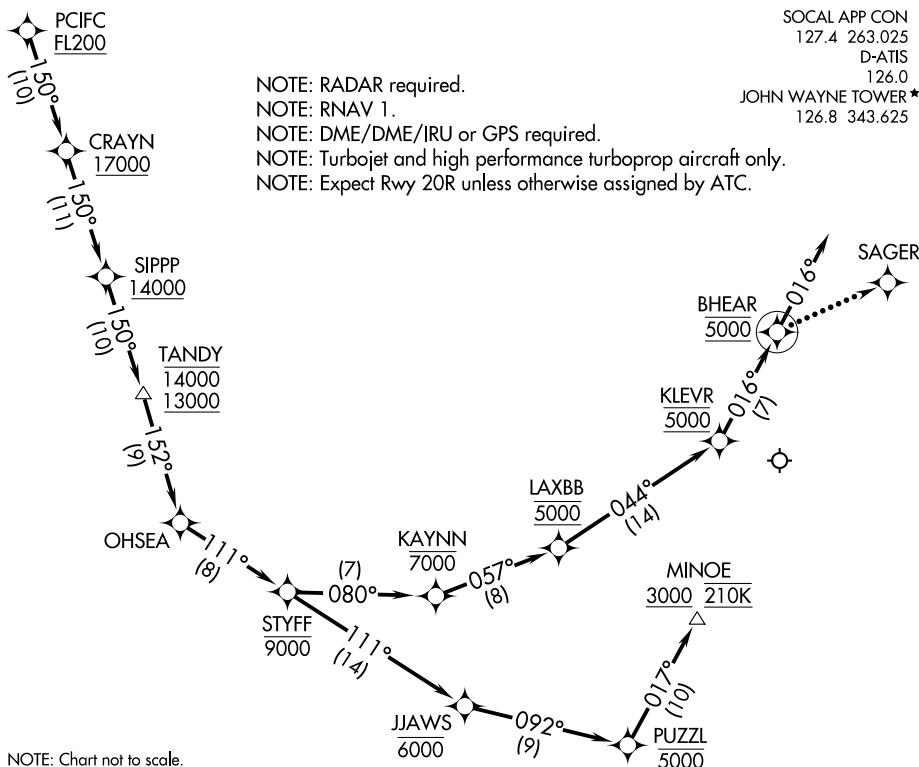 PCIFC
FL200
150°
(10)
SOCAL APP CON
127.4 263.025
D-ATIS
126.0
JOHN WAYNE TOWER★
126.8 343.625
NOTE: RADAR required.
NOTE: RNAV 1.
NOTE: DME/DME/IRU or GPS required.
NOTE: Turbojet and high performance turboprop aircraft only.
NOTE: Expect Rwy 20R unless otherwise assigned by ATC.
CRAYN
17000
150°
(11)
SIPPP
14000
150°
(10)
TANDY
14000
13000
152°
(9)
OHSEA
111°
(8)
STYFF
9000
(7)
080°
KAYNN
7000
057°
(8)
LAXBB
5000
044°
(14)
KLEVR
5000
016°
(7)
BHEAR
5000
016°
SAGER
111°
(14)
JJAWS
6000
092°
(9)
PUZZL
5000
017°
(10)
MINOE
3000 210K
NOTE: Chart not to scale.